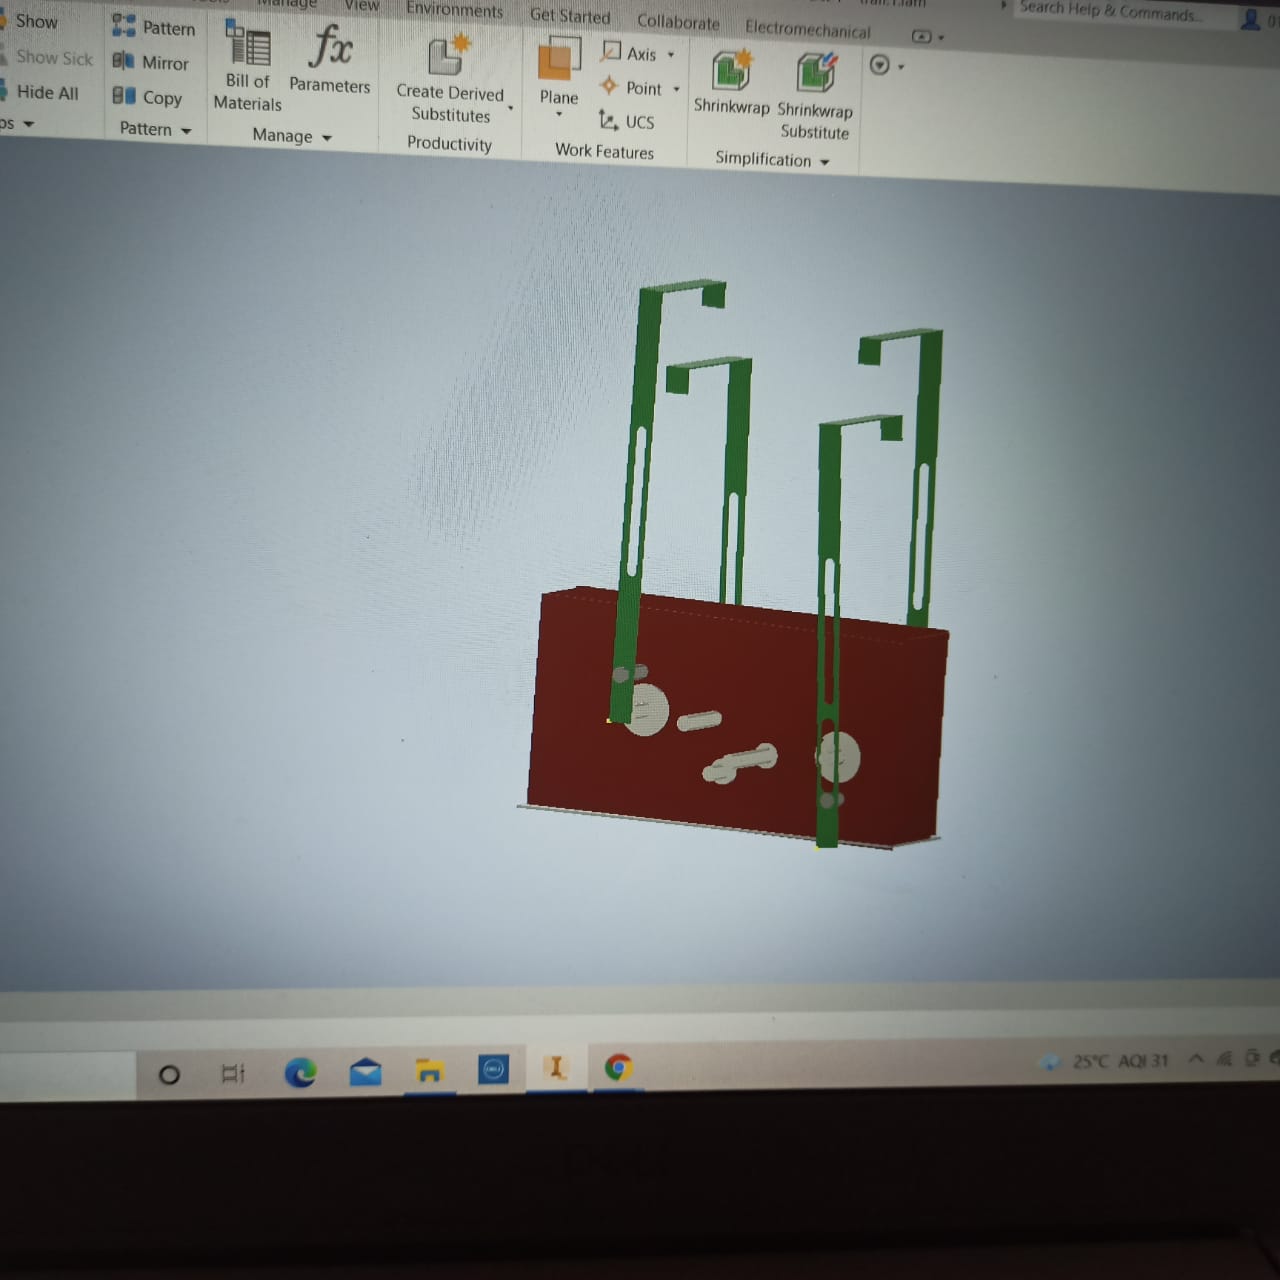 Manage
View
Environments
Get Started
Collaborate
Electromechanical
Search Help & Commands...
Show
Show Sick
Hide All
Pattern
Mirror
Copy
Pattern
Bill of
Materials
Parameters
Manage
Create Derived
Substitutes
Productivity
Plane
Axis
Point
UCS
Work Features
Shrinkwrap
Shrinkwrap
Substitute
Simplification
DELL
25°C AQI 31